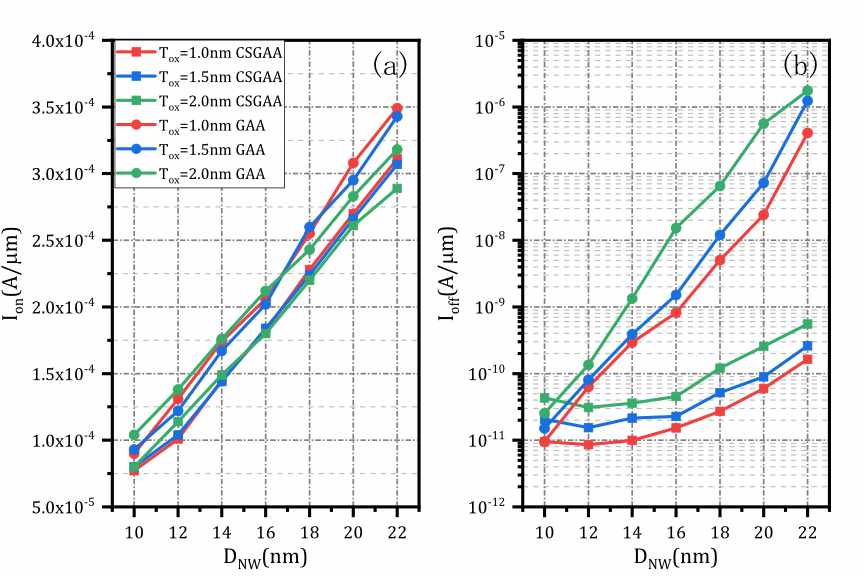 4.0x10⁻⁴
3.5x10⁻⁴
3.0x10⁻⁴
2.5x10⁻⁴
2.0x10⁻⁴
1.5x10⁻⁴
1.0x10⁻⁴
5.0x10⁻⁵
I_on(A/μm)
T_ox=1.0nm CSGAA
T_ox=1.5nm CSGAA
T_ox=2.0nm CSGAA
T_ox=1.0nm GAA
T_ox=1.5nm GAA
T_ox=2.0nm GAA
(a)
10 12 14 16 18 20 22
D_NW(nm)
10⁻⁵
10⁻⁶
10⁻⁷
10⁻⁸
10⁻⁹
10⁻¹⁰
10⁻¹¹
10⁻¹²
I_off(A/μm)
(b)
10 12 14 16 18 20 22
D_NW(nm)